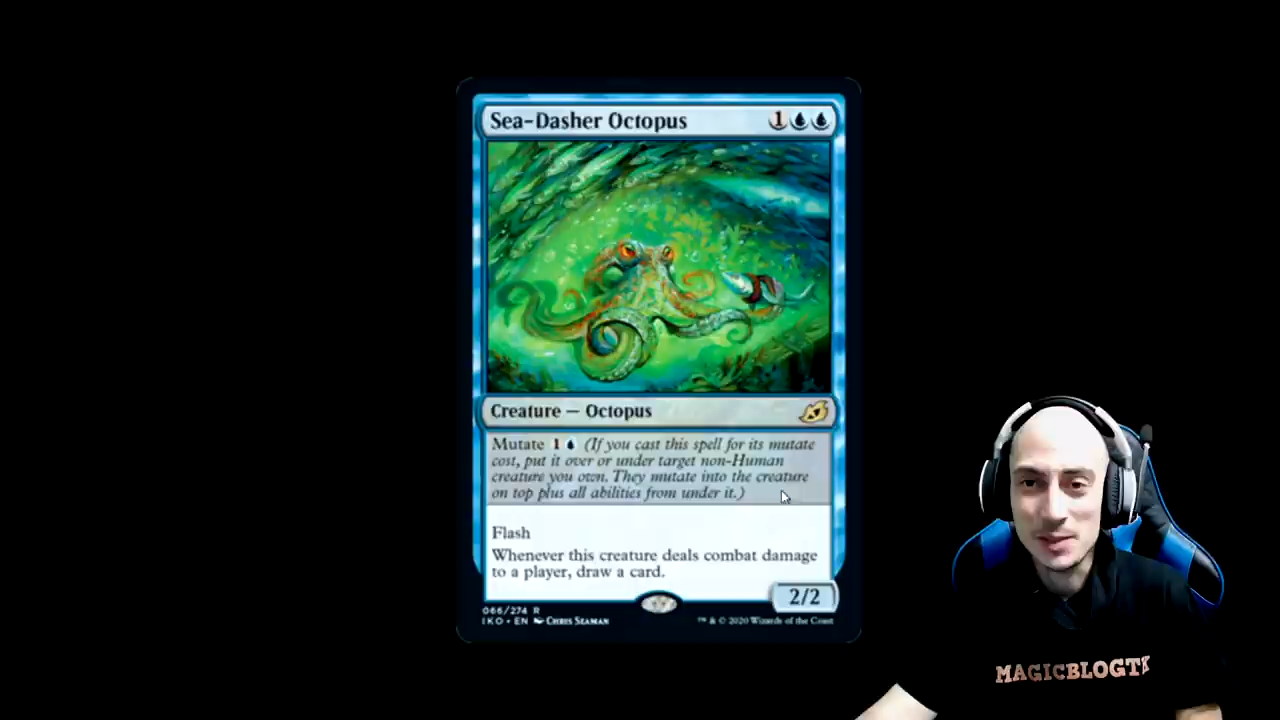 Sea-Dasher Octopus 1
Creature — Octopus
Mutate 1 (If you cast this spell for its mutate
cost, put it over or under target non-Human
creature you own. They mutate into the creature
on top plus all abilities from under it.)
Flash
Whenever this creature deals combat damage
to a player, draw a card.
2/2
066/274 R
IKO • EN Chris Seaman
™ & © 2020 Wizards of the Coast
MAGICBLOGTK